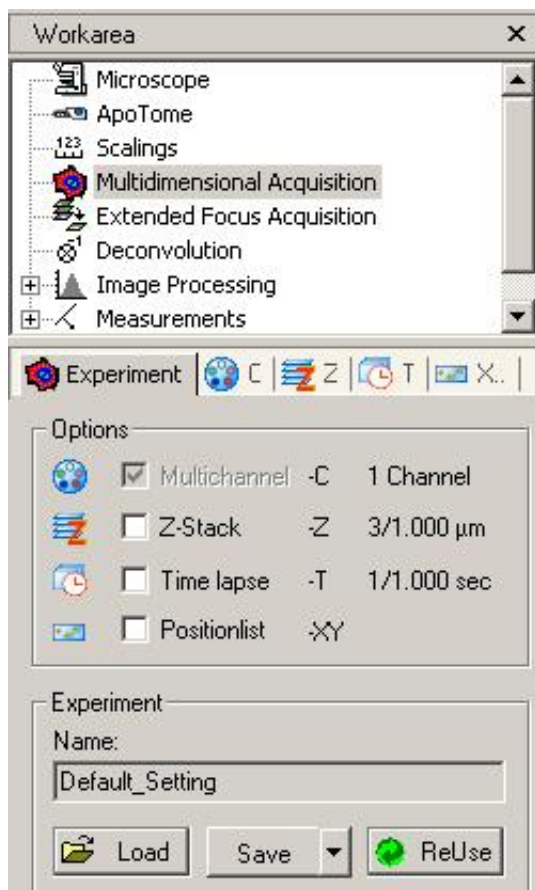 Workarea
Microscope
ApoTome
123 Scalings
Multidimensional Acquisition
Extended Focus Acquisition
Deconvolution
Image Processing
Measurements
Experiment C Z T X..
Options
Multichannel -C 1 Channel
Z-Stack -Z 3/1.000 µm
Time lapse -T 1/1.000 sec
Positionlist -XY
Experiment
Name:
Default_Setting
Load Save ReUse